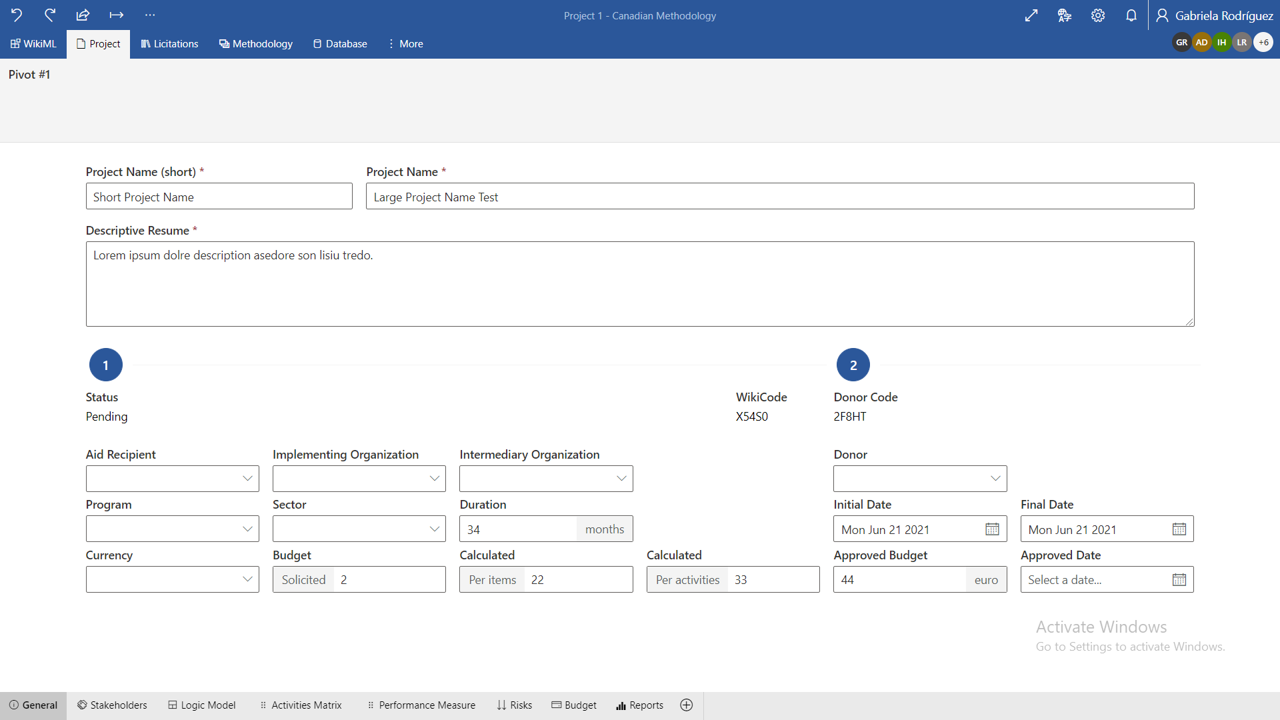 Project 1 - Canadian Methodology
Gabriela Rodríguez
WikiML
Project
Licitations
Methodology
Database
More
GR
AD
IH
LR
+6
Pivot #1
Project Name (short) *
Project Name *
Short Project Name
Large Project Name Test
Descriptive Resume *
Lorem ipsum dolre description asedore son lisiu tredo.
1
2
Status
WikiCode
Donor Code
Pending
X54S0
2F8HT
Aid Recipient
Implementing Organization
Intermediary Organization
Donor
Program
Sector
Duration
Initial Date
Final Date
34 months
Mon Jun 21 2021
Mon Jun 21 2021
Currency
Budget
Calculated
Calculated
Approved Budget
Approved Date
Solicited 2
Per items 22
Per activities 33
44 euro
Select a date...
Activate Windows
Go to Settings to activate Windows.
General
Stakeholders
Logic Model
Activities Matrix
Performance Measure
Risks
Budget
Reports